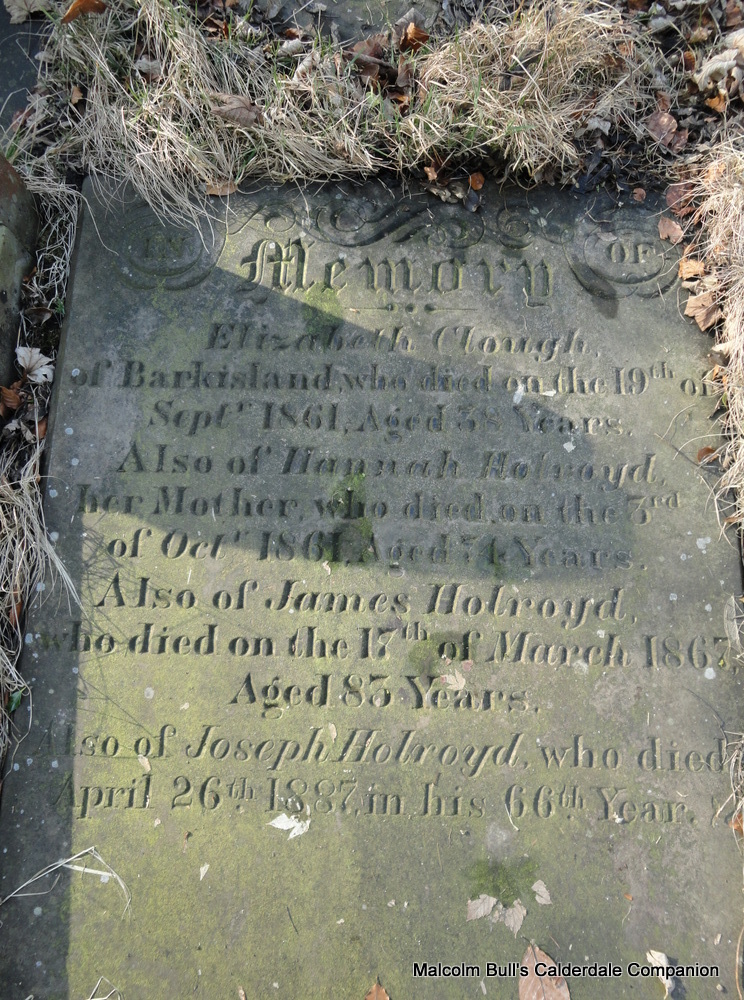 IN Memory OF
Elizabeth Clough,
of Barkisland, who died on the 19th of
Septr 1861, Aged 38 Years.
Also of Hannah Holroyd,
her Mother, who died, on the 3rd
of Octr 1861, Aged 74 Years.
Also of James Holroyd,
who died on the 17th of March 1867,
Aged 83 Years.
Also of Joseph Holroyd, who died
April 26th 1887, in his 66th Year.
Malcolm Bull's Calderdale Companion